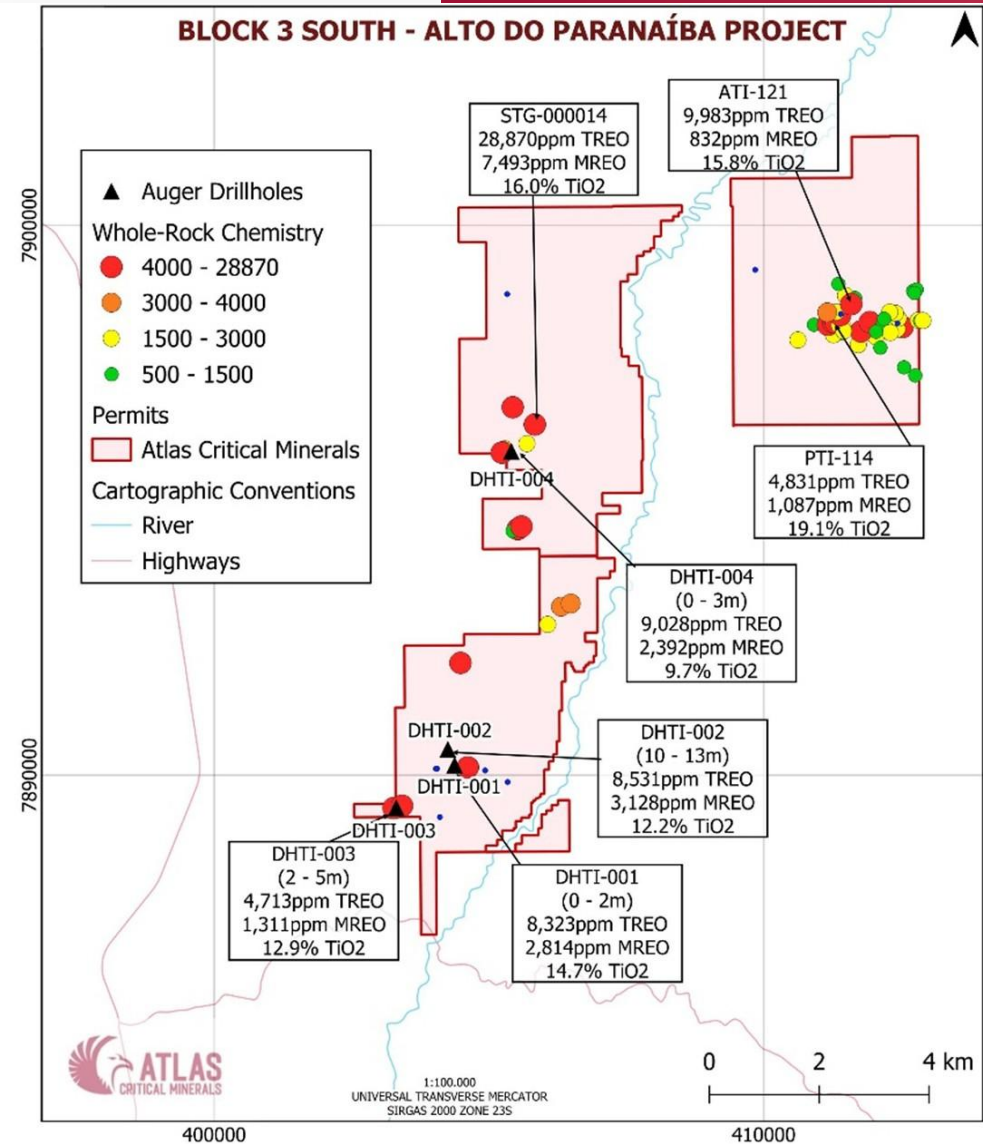 BLOCK 3 SOUTH - ALTO DO PARANAÍBA PROJECT
ATI-121
9,983ppm TREO
832ppm MREO
15.8% TiO2
STG-000014
28,870ppm TREO
7,493ppm MREO
16.0% TiO2
Auger Drillholes
Whole-Rock Chemistry
4000 - 28870
3000 - 4000
1500 - 3000
500 - 1500
Permits
Atlas Critical Minerals
Cartographic Conventions
River
Highways
7900000
DHTI-004
PTI-114
4,831ppm TREO
1,087ppm MREO
19.1% TiO2
DHTI-004
(0 - 3m)
9,028ppm TREO
2,392ppm MREO
9.7% TiO2
DHTI-002
DHTI-001
DHTI-002
(10 - 13m)
8,531ppm TREO
3,128ppm MREO
12.2% TiO2
7890000
DHTI-003
DHTI-003
(2 - 5m)
4,713ppm TREO
1,311ppm MREO
12.9% TiO2
DHTI-001
(0 - 2m)
8,323ppm TREO
2,814ppm MREO
14.7% TiO2
ATLAS
CRITICAL MINERALS
1:100.000
UNIVERSAL TRANSVERSE MERCATOR
SIRGAS 2000 ZONE 23S
0 2 4 km
400000 410000